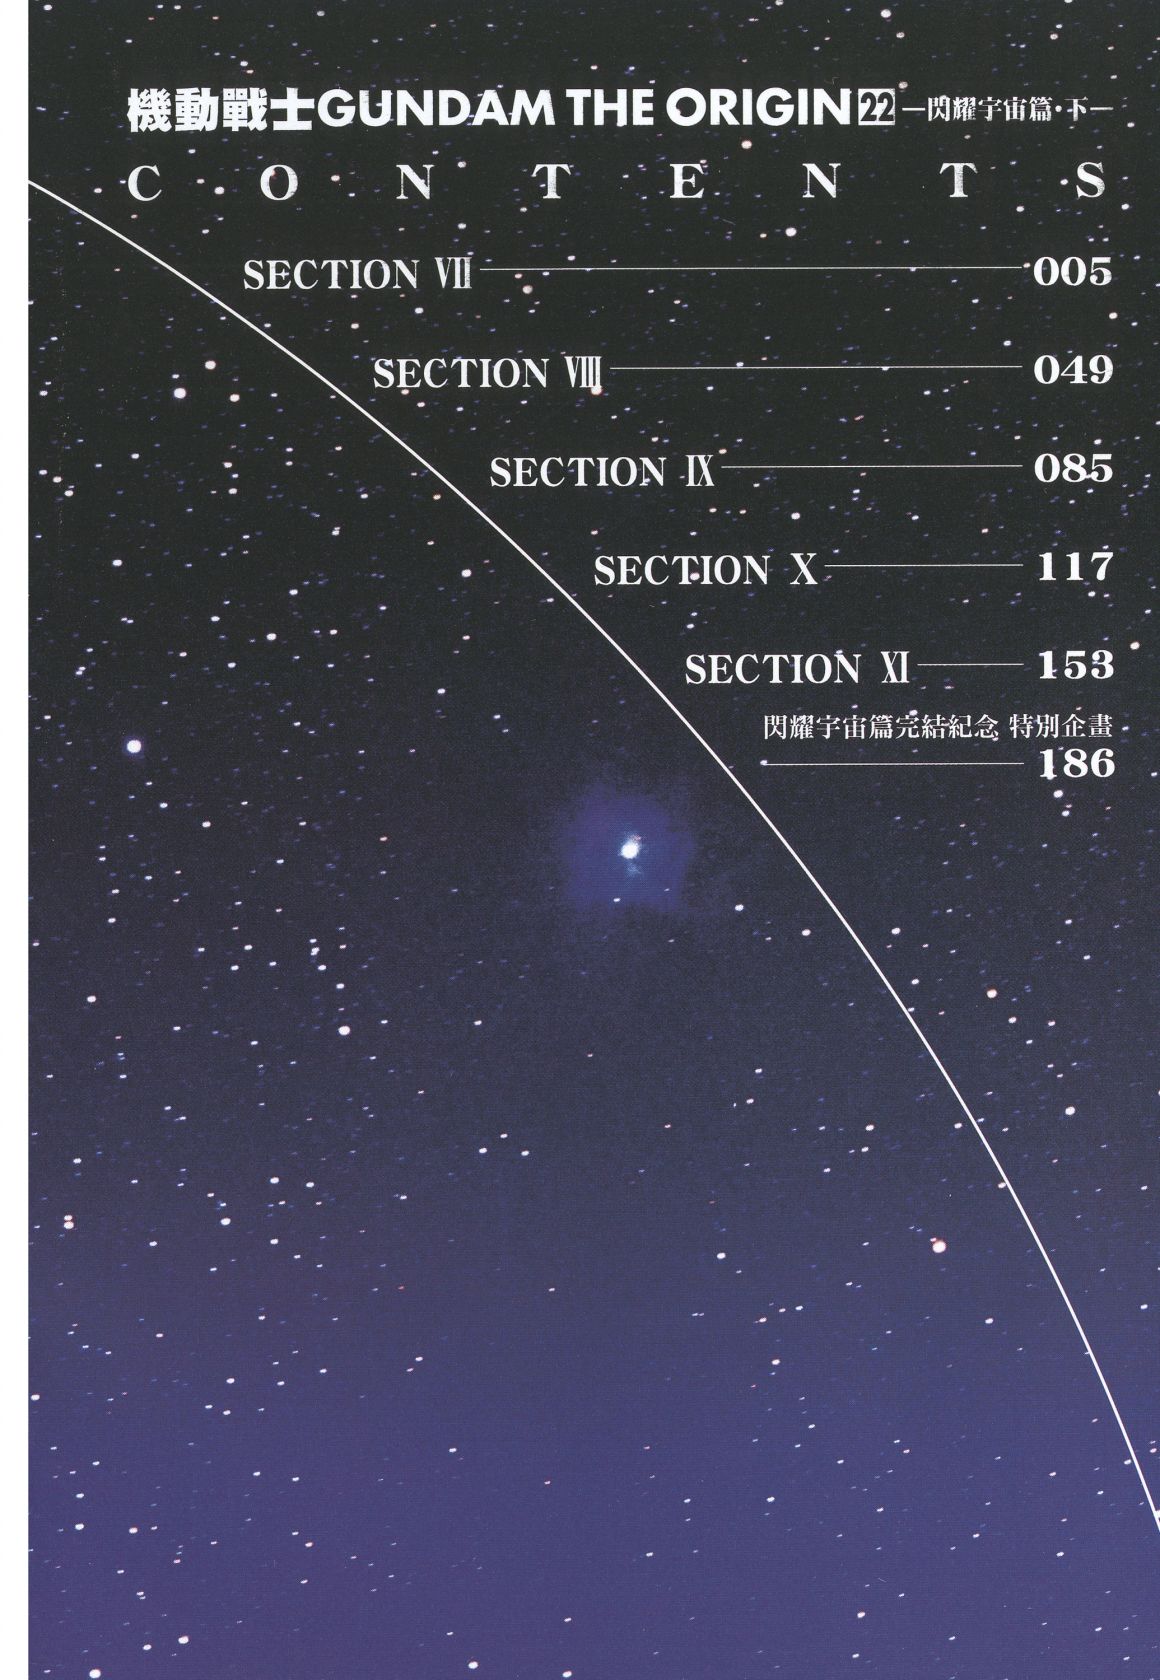 機動戰士GUNDAM THE ORIGIN 22 —閃耀宇宙篇・下—
CONTENTS
SECTION Ⅶ 005
SECTION Ⅷ 049
SECTION Ⅸ 085
SECTION Ⅹ 117
SECTION Ⅺ 153
閃耀宇宙篇完結紀念 特別企畫
186